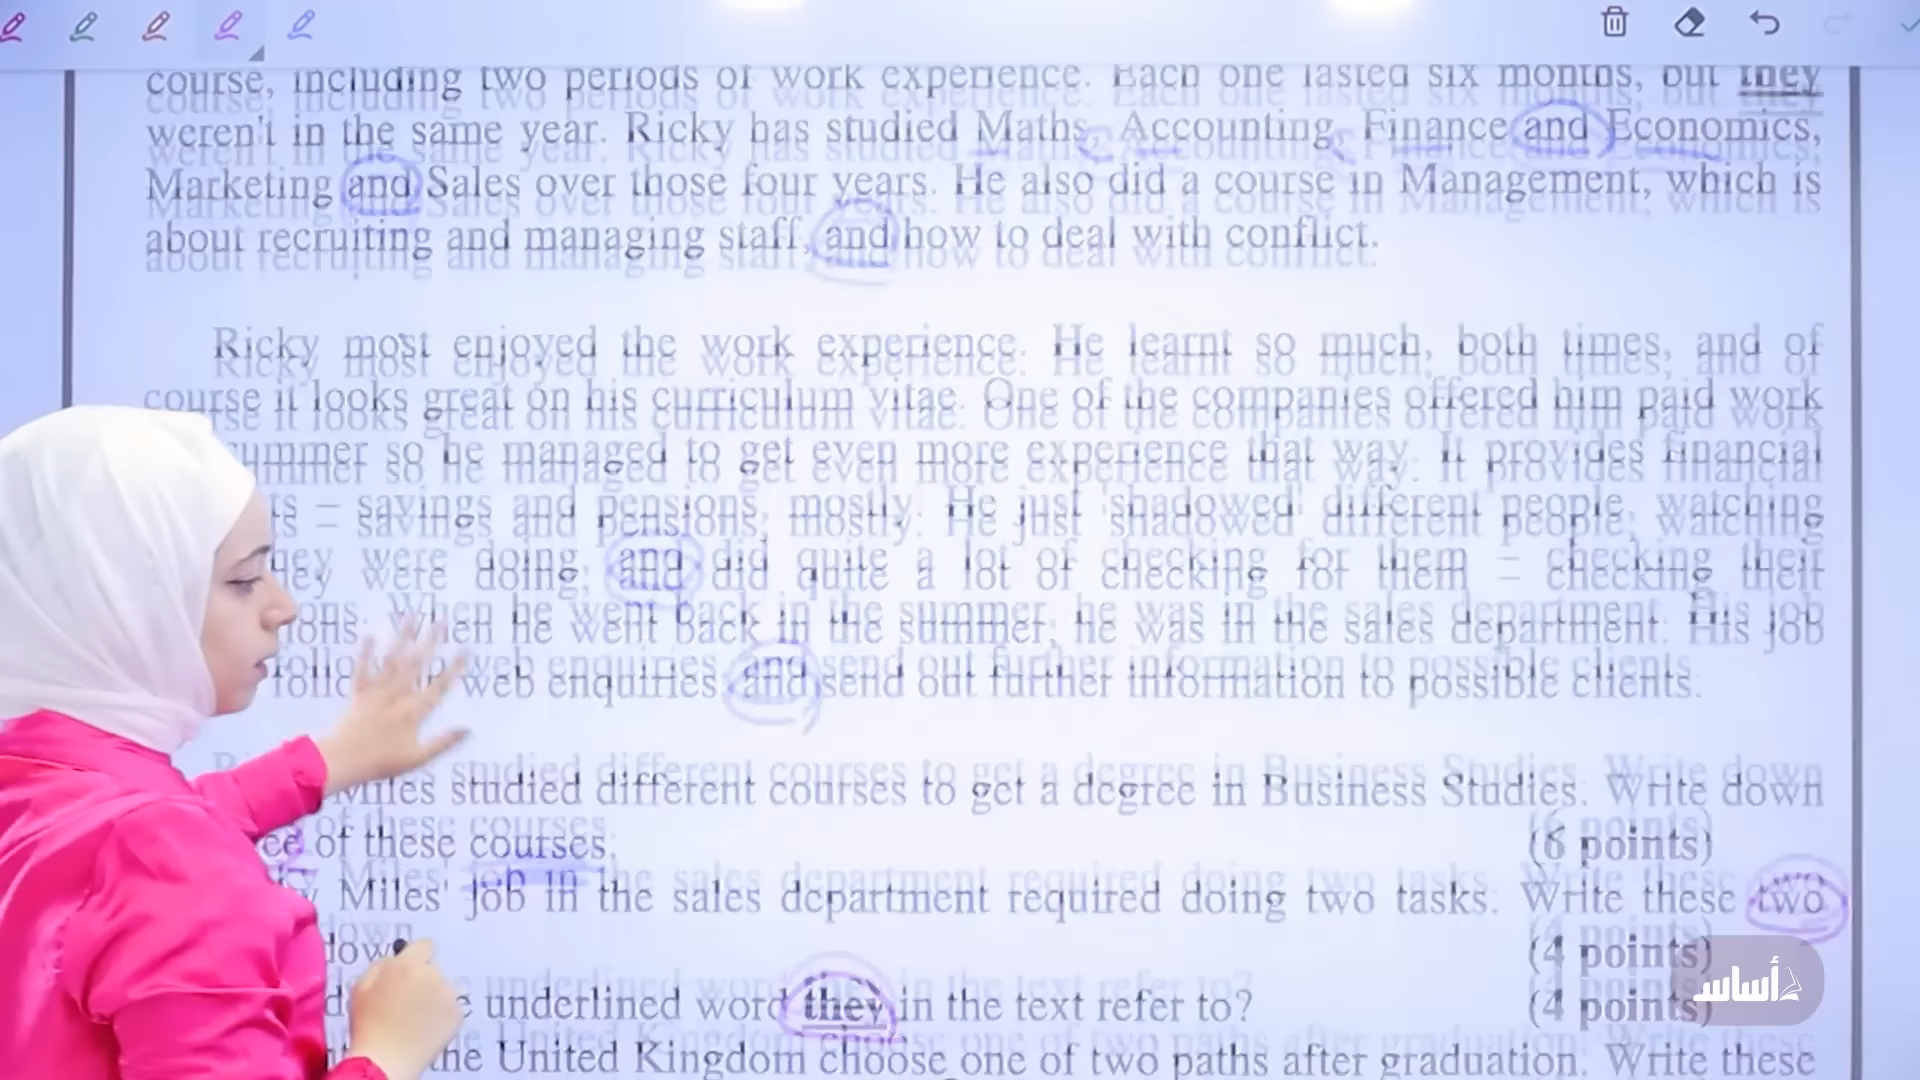 course, including two periods of work experience. Each one lasted six months, but they
weren't in the same year. Ricky has studied Maths, Accounting, Finance and Economics,
Marketing and Sales over those four years. He also did a course in Management, which is
about recruiting and managing staff, and how to deal with conflict.
Ricky most enjoyed the work experience. He learnt so much, both times, and of
course it looks great on his curriculum vitae. One of the companies offered him paid work
summer so he managed to get even more experience that way. It provides financial
– savings and pensions, mostly. He just 'shadowed' different people, watching
they were doing, and did quite a lot of checking for them – checking their
When he went back in the summer, he was in the sales department. His job
web enquiries and send out further information to possible clients.
Miles studied different courses to get a degree in Business Studies. Write down
of these courses. (6 points)
Miles' job in the sales department required doing two tasks. Write these two
down (4 points)
underlined word they in the text refer to? (4 points)
the United Kingdom choose one of two paths after graduation. Write these
أساس